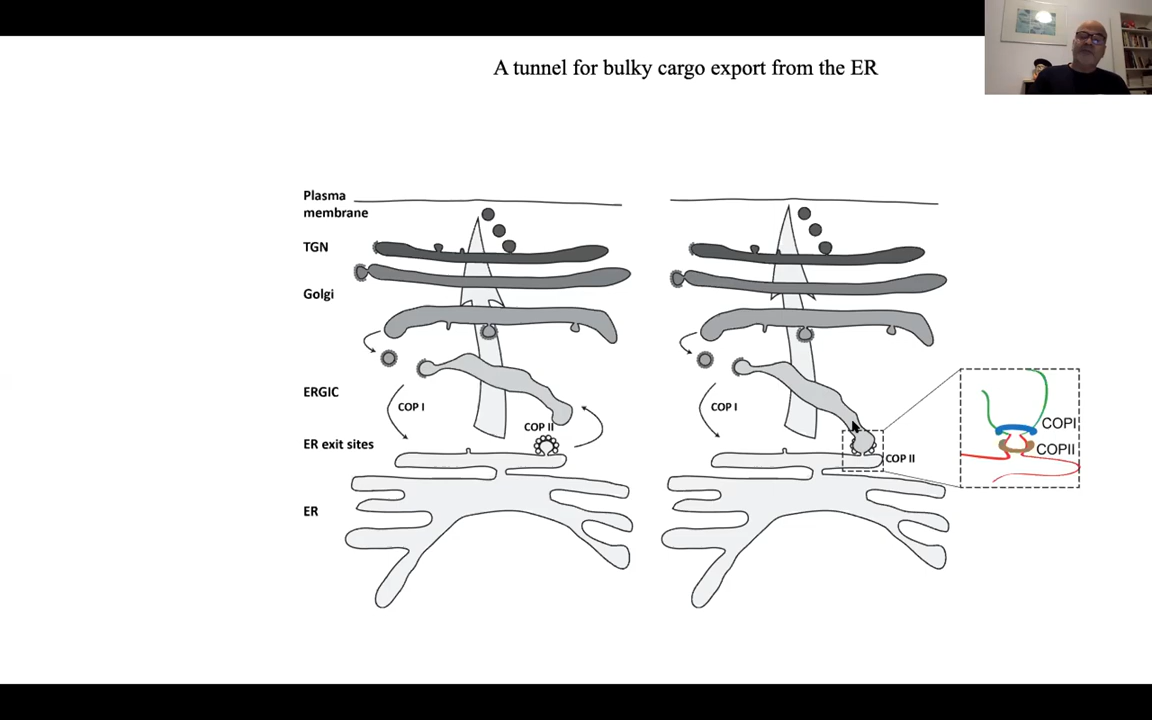 A tunnel for bulky cargo export from the ER
Plasma
membrane
TGN
Golgi
ERGIC
COP I
COP II
ER exit sites
ER
COP I
COP II
COPI
COPII